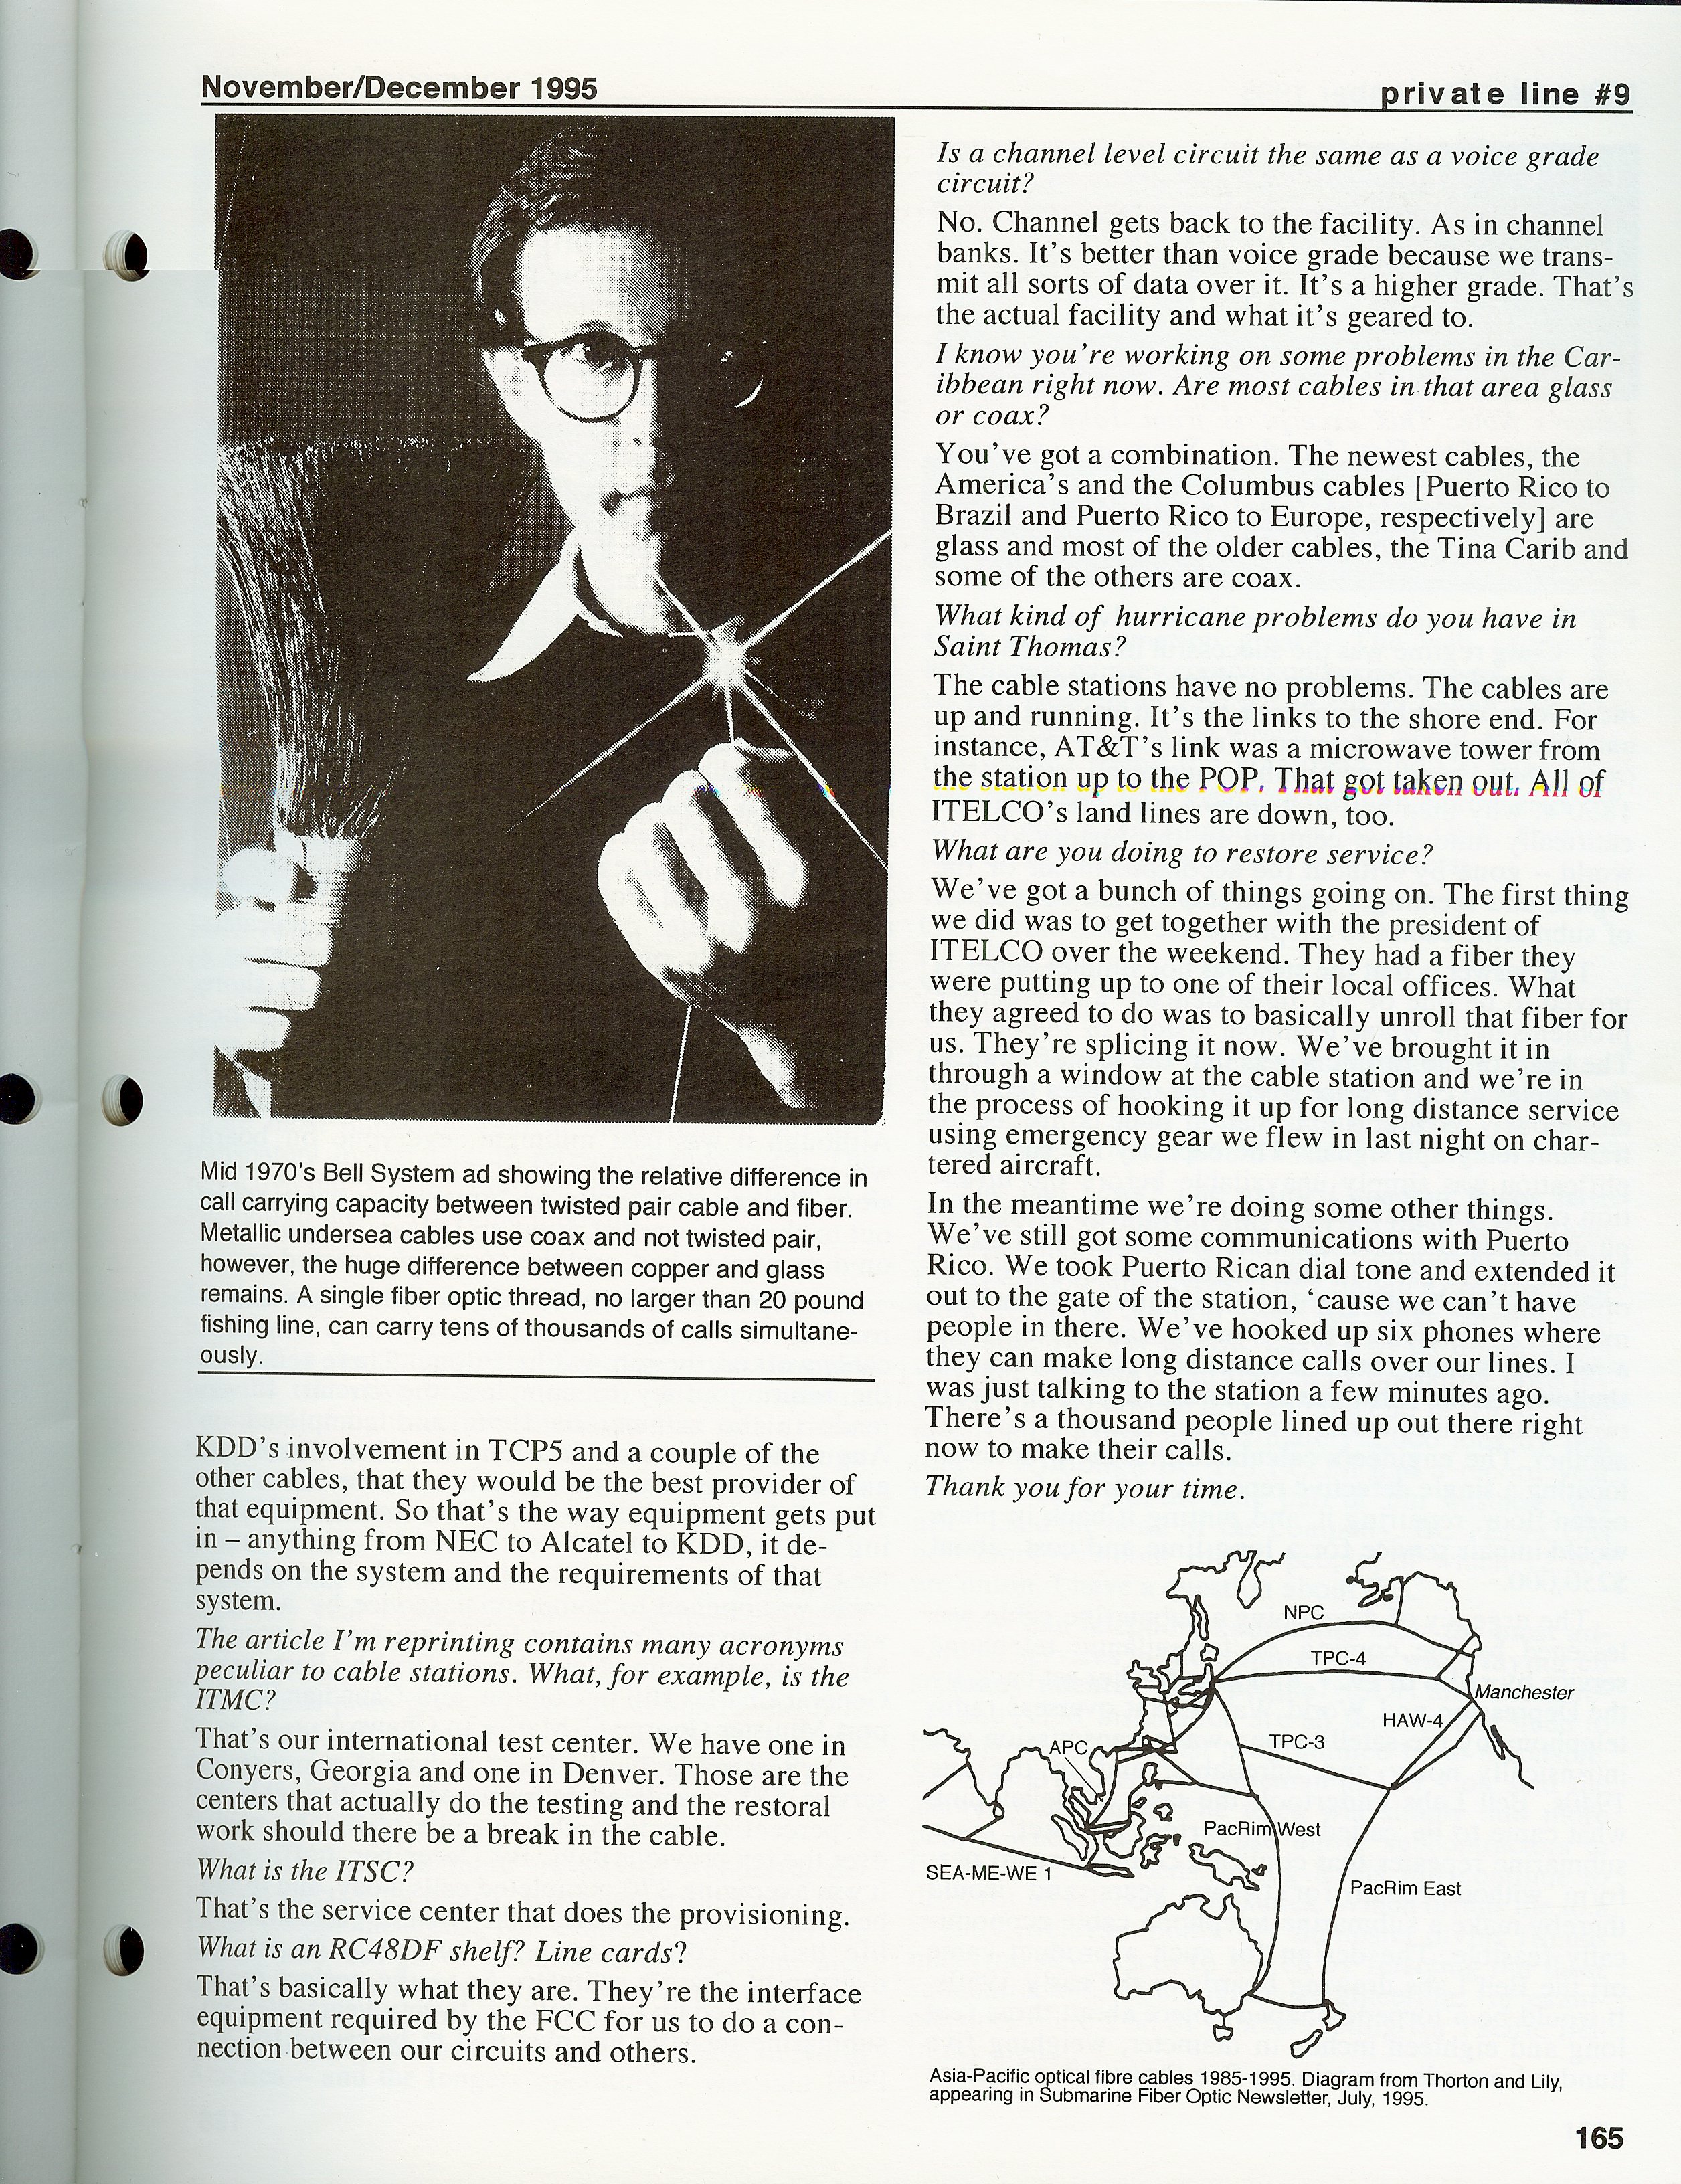 November/December 1995
private line #9
Mid 1970's Bell System ad showing the relative difference in
call carrying capacity between twisted pair cable and fiber.
Metallic undersea cables use coax and not twisted pair,
however, the huge difference between copper and glass
remains. A single fiber optic thread, no larger than 20 pound
fishing line, can carry tens of thousands of calls simultane-
ously.
KDD's involvement in TCP5 and a couple of the
other cables, that they would be the best provider of
that equipment. So that's the way equipment gets put
in – anything from NEC to Alcatel to KDD, it de-
pends on the system and the requirements of that
system.
The article I'm reprinting contains many acronyms
peculiar to cable stations. What, for example, is the
ITMC?
That's our international test center. We have one in
Conyers, Georgia and one in Denver. Those are the
centers that actually do the testing and the restoral
work should there be a break in the cable.
What is the ITSC?
That's the service center that does the provisioning.
What is an RC48DF shelf? Line cards?
That's basically what they are. They're the interface
equipment required by the FCC for us to do a con-
nection between our circuits and others.
Is a channel level circuit the same as a voice grade
circuit?
No. Channel gets back to the facility. As in channel
banks. It's better than voice grade because we trans-
mit all sorts of data over it. It's a higher grade. That's
the actual facility and what it's geared to.
I know you're working on some problems in the Car-
ibbean right now. Are most cables in that area glass
or coax?
You've got a combination. The newest cables, the
America's and the Columbus cables [Puerto Rico to
Brazil and Puerto Rico to Europe, respectively] are
glass and most of the older cables, the Tina Carib and
some of the others are coax.
What kind of hurricane problems do you have in
Saint Thomas?
The cable stations have no problems. The cables are
up and running. It's the links to the shore end. For
instance, AT&T's link was a microwave tower from
the station up to the POP. That got taken out. All of
ITELCO's land lines are down, too.
What are you doing to restore service?
We've got a bunch of things going on. The first thing
we did was to get together with the president of
ITELCO over the weekend. They had a fiber they
were putting up to one of their local offices. What
they agreed to do was to basically unroll that fiber for
us. They're splicing it now. We've brought it in
through a window at the cable station and we're in
the process of hooking it up for long distance service
using emergency gear we flew in last night on char-
tered aircraft.
In the meantime we're doing some other things.
We've still got some communications with Puerto
Rico. We took Puerto Rican dial tone and extended it
out to the gate of the station, 'cause we can't have
people in there. We've hooked up six phones where
they can make long distance calls over our lines. I
was just talking to the station a few minutes ago.
There's a thousand people lined up out there right
now to make their calls.
Thank you for your time.
NPC
TPC-4
Manchester
HAW-4
TPC-3
APC
PacRim West
SEA-ME-WE 1
PacRim East
Asia-Pacific optical fibre cables 1985-1995. Diagram from Thorton and Lily,
appearing in Submarine Fiber Optic Newsletter, July, 1995.
165